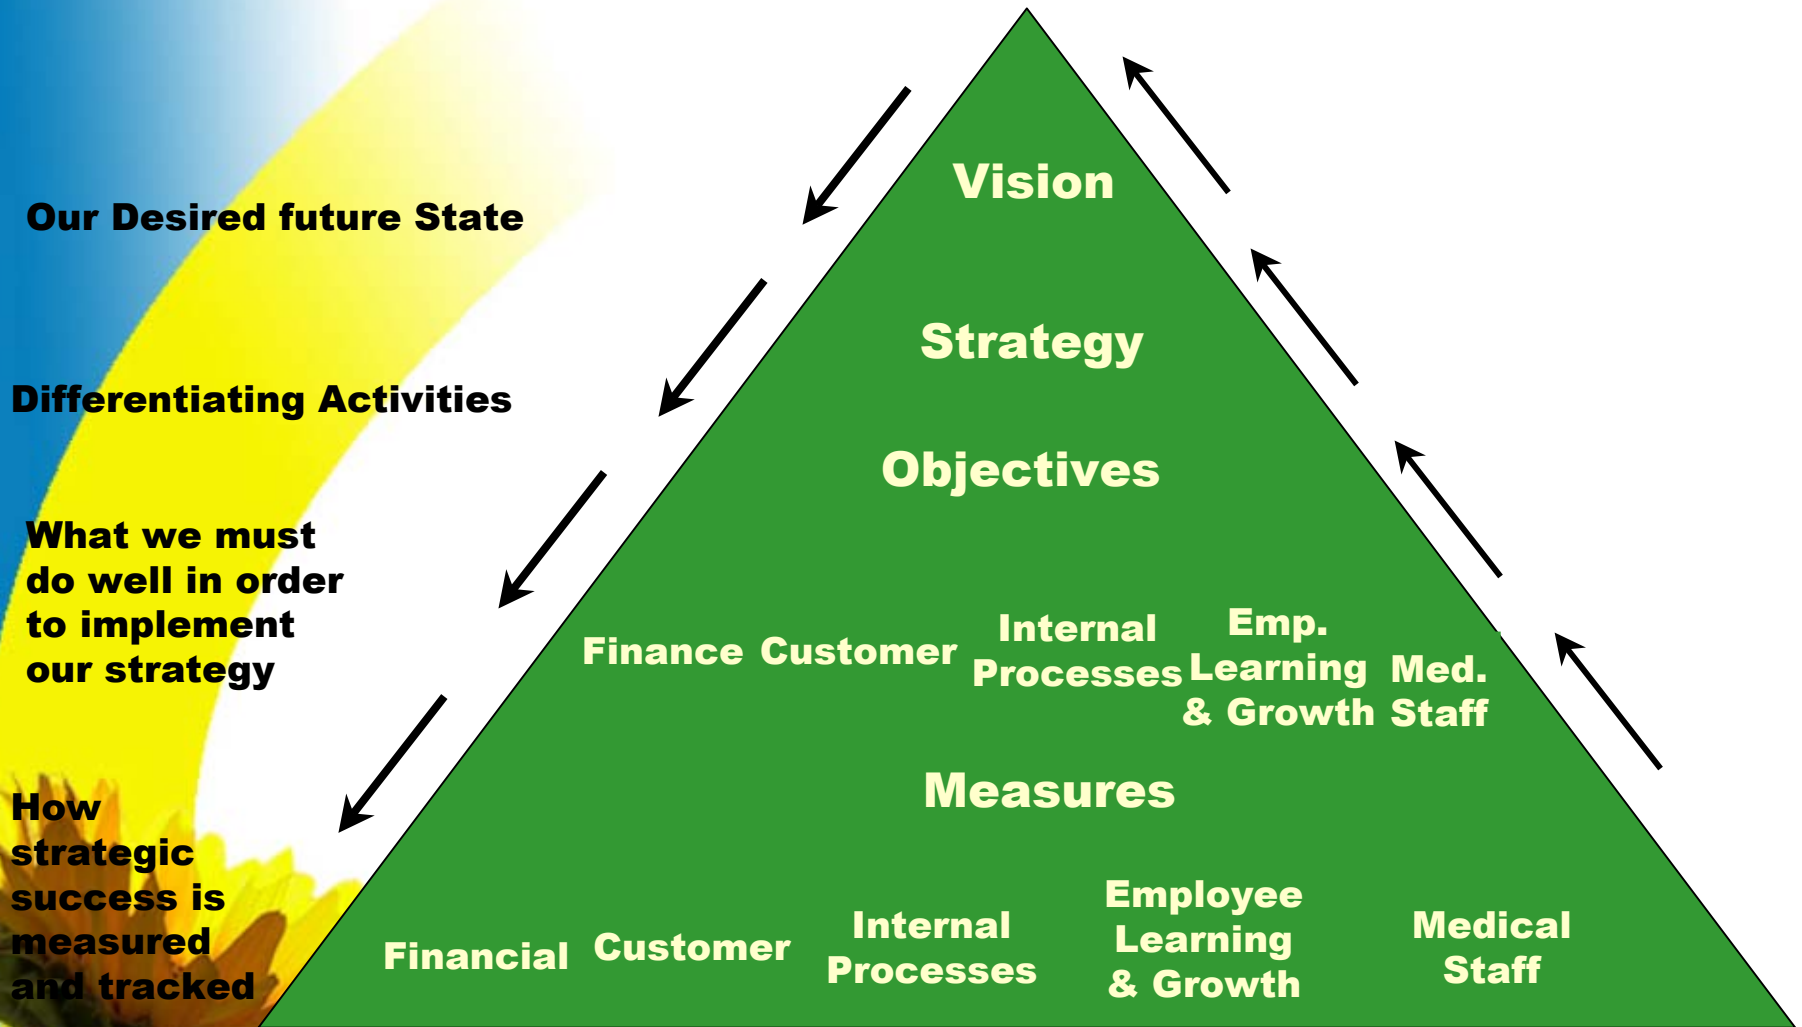 Vision
Our Desired future State
Strategy
Differentiating Activities
Objectives
What we must
do well in order
to implement
our strategy
Finance
Customer
Internal
Processes
Emp.
Learning
& Growth
Med.
Staff
Measures
How
strategic
success is
measured
and tracked
Financial
Customer
Internal
Processes
Employee
Learning
& Growth
Medical
Staff